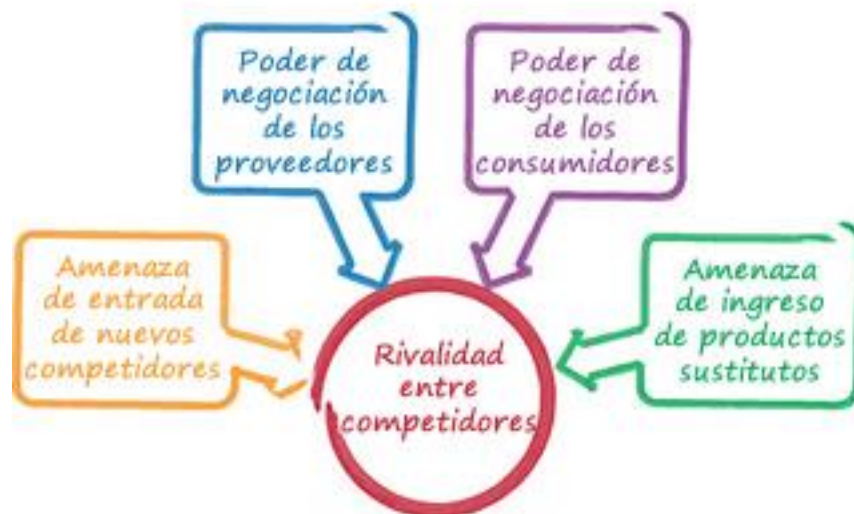 Poder de
negociación
de los
proveedores
Poder de
negociación
de los
consumidores
Amenaza
de entrada
de nuevos
competidores
Rivalidad
entre
competidores
Amenaza
de ingreso
de productos
sustitutos